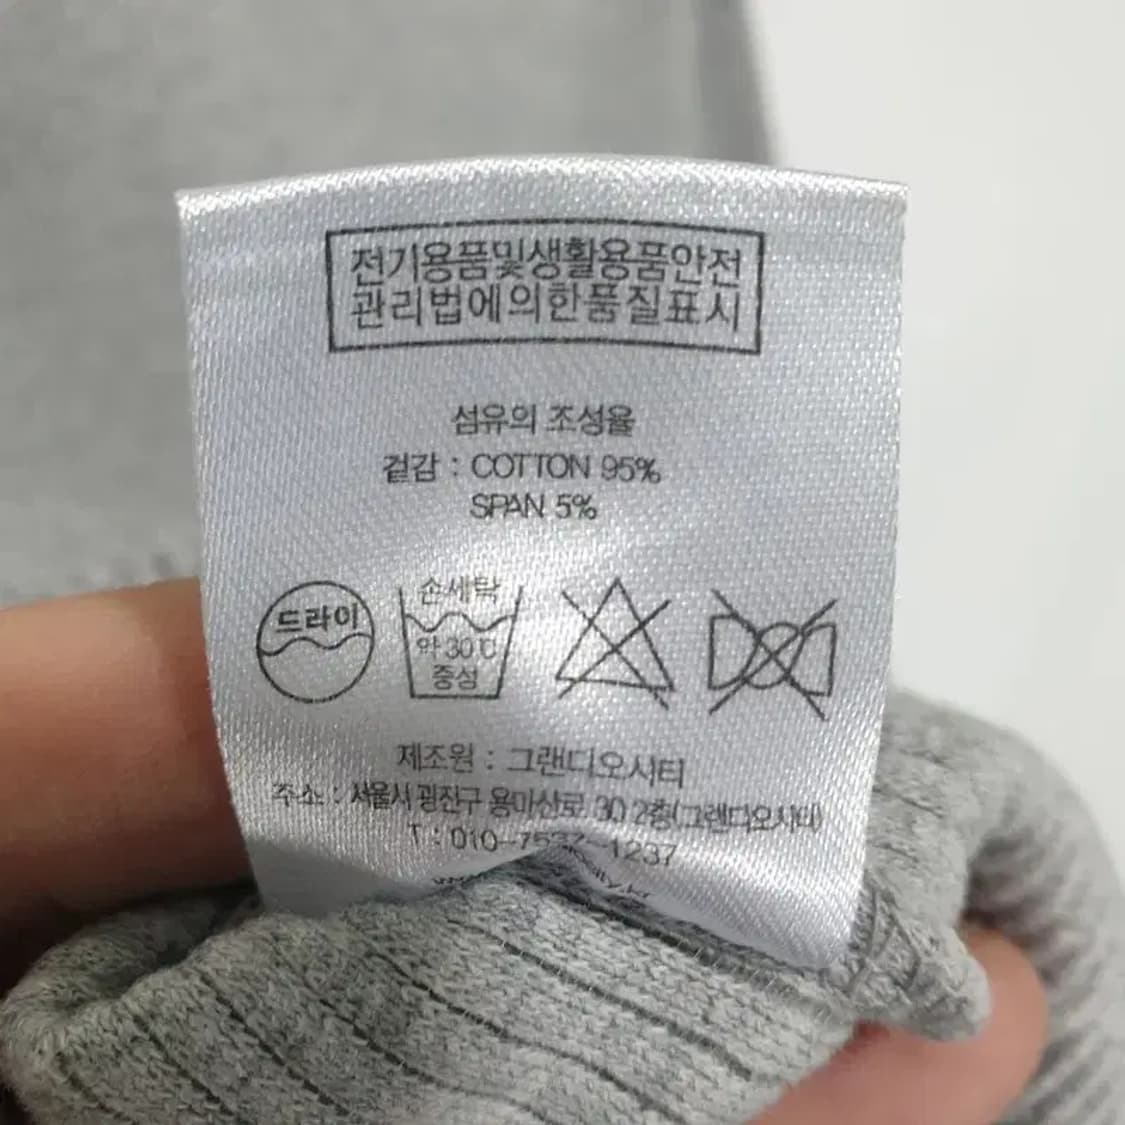 전기용품및생활용품안전
관리법에의한품질표시
섬유의 조성율
겉감 : COTTON 95%
SPAN 5%
드라이
손세탁
약 30℃
중성
제조원 : 그랜디오시티
주소 : 서울시 광진구 용마산로 30 2층(그랜디오시티)
T : 010-7537-1237